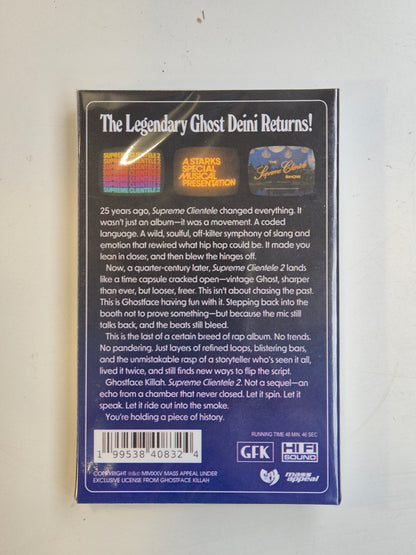 The Legendary Ghost Deini Returns!
SUPREME CLIENTELE 2
SUPREME CLIENTELE 2
A STARKS
SPECIAL
MUSICAL
PRESENTATION
THE
Supreme Clientele
SHOW
25 years ago, Supreme Clientele changed everything. It
wasn't just an album—it was a movement. A coded
language. A wild, soulful, off-kilter symphony of slang and
emotion that rewired what hip hop could be. It made you
lean in closer, and then blew the hinges off.
Now, a quarter-century later, Supreme Clientele 2 lands
like a time capsule cracked open—vintage Ghost, sharper
than ever, but looser, freer. This isn't about chasing the past.
This is Ghostface having fun with it. Stepping back into the
booth not to prove something—but because the mic still
talks back, and the beats still bleed.
This is the last of a certain breed of rap album. No trends.
No pandering. Just layers of refined loops, blistering bars,
and the unmistakable rasp of a storyteller who's seen it all,
lived it twice, and still finds new ways to flip the script.
Ghostface Killah. Supreme Clientele 2. Not a sequel—an
echo from a chamber that never closed. Let it spin. Let it
speak. Let it ride out into the smoke.
You're holding a piece of history.
RUNNING TIME 48 MIN. 46 SEC
GFK
HI FI
SOUND
1 99538 40832 4
COPYRIGHT ℗© MMXXV MASS APPEAL UNDER
EXCLUSIVE LICENSE FROM GHOSTFACE KILLAH
mass
appeal